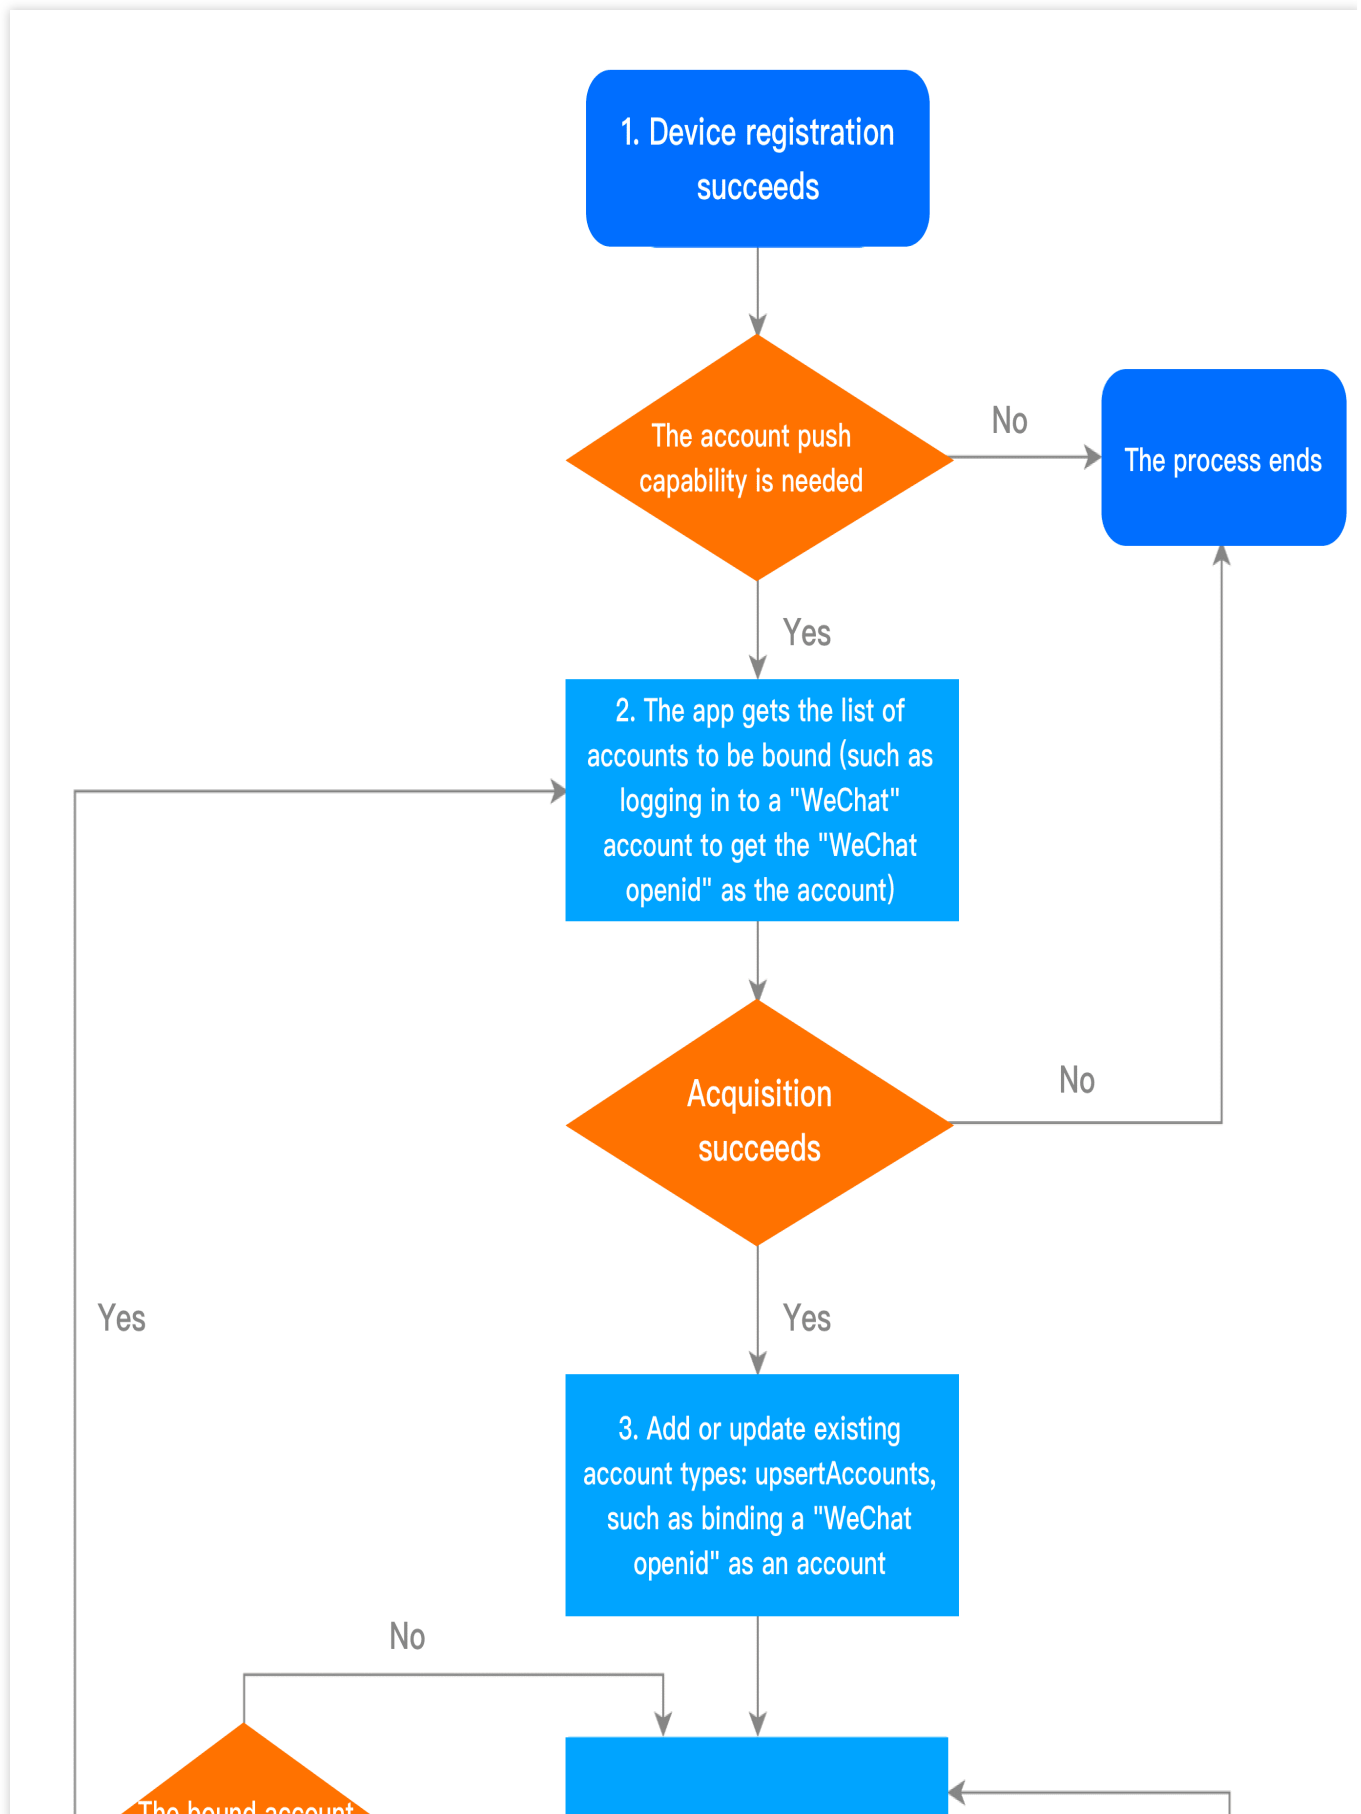 1. Device registration
succeeds
The account push
capability is needed
No
The process ends
Yes
2. The app gets the list of
accounts to be bound (such as
logging in to a "WeChat"
account to get the "WeChat
openid" as the account)
Acquisition
succeeds
No
Yes
Yes
3. Add or update existing
account types: upsertAccounts,
such as binding a "WeChat
openid" as an account
No
The bound account